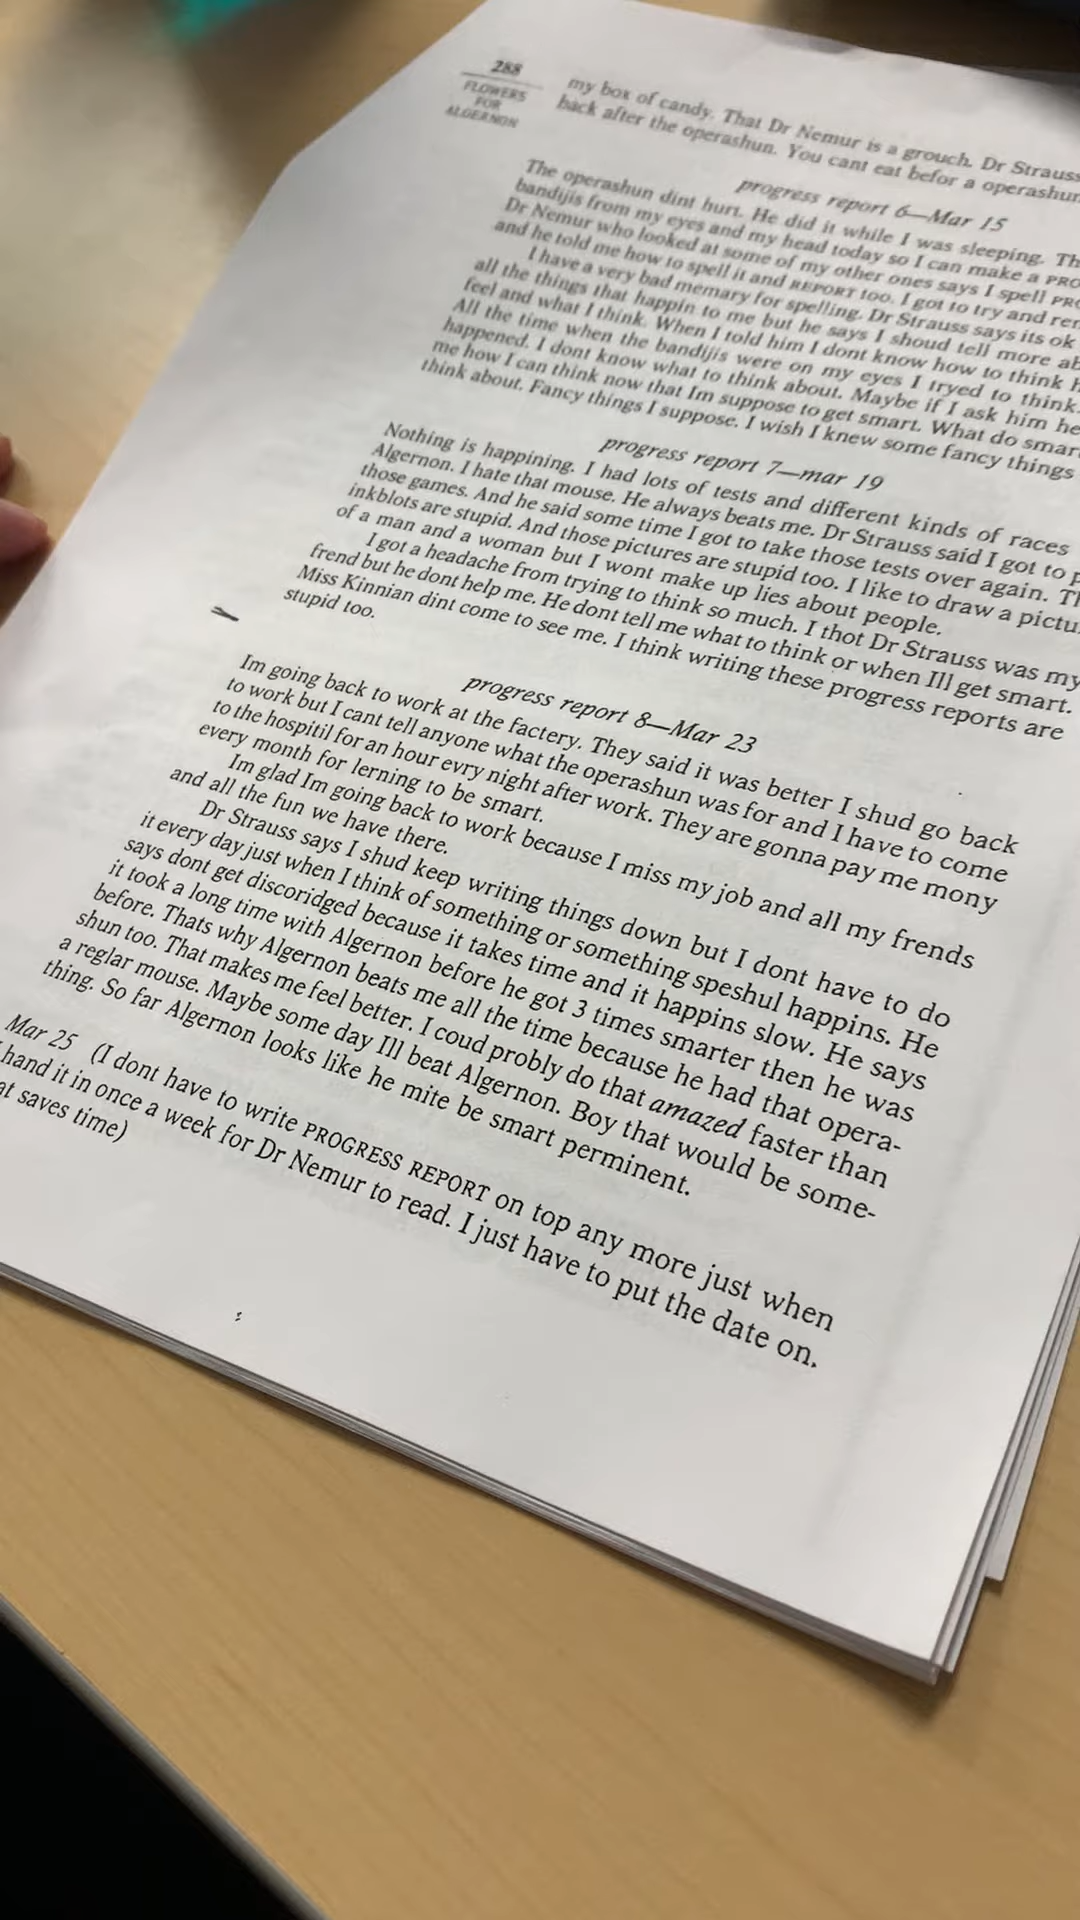 288
FLOWERS
FOR
ALGERNON
my box of candy. That Dr Nemur is a grouch. Dr Strauss
back after the operashun. You cant eat befor a operashun
progress report 6—Mar 15
The operashun dint hurt. He did it while I was sleeping. Th
bandijis from my eyes and my head today so I can make a PRO
Dr Nemur who looked at some of my other ones says I spell PRO
and he told me how to spell it and REPORT too. I got to try and rem
I have a very bad memary for spelling. Dr Strauss says its ok
all the things that happin to me but he says I shoud tell more ab
feel and what I think. When I told him I dont know how to think h
All the time when the bandijis were on my eyes I tryed to think.
happened. I dont know what to think about. Maybe if I ask him he
me how I can think now that Im suppose to get smart. What do smart
think about. Fancy things I suppose. I wish I knew some fancy things
progress report 7—mar 19
Nothing is happining. I had lots of tests and different kinds of races
Algernon. I hate that mouse. He always beats me. Dr Strauss said I got to p
those games. And he said some time I got to take those tests over again. Th
inkblots are stupid. And those pictures are stupid too. I like to draw a pictu
of a man and a woman but I wont make up lies about people.
I got a headache from trying to think so much. I thot Dr Strauss was my
frend but he dont help me. He dont tell me what to think or when Ill get smart.
Miss Kinnian dint come to see me. I think writing these progress reports are
stupid too.
progress report 8—Mar 23
Im going back to work at the factery. They said it was better I shud go back
to work but I cant tell anyone what the operashun was for and I have to come
to the hospitil for an hour evry night after work. They are gonna pay me mony
every month for lerning to be smart.
Im glad Im going back to work because I miss my job and all my frends
and all the fun we have there.
Dr Strauss says I shud keep writing things down but I dont have to do
it every day just when I think of something or something speshul happins. He
says dont get discoridged because it takes time and it happins slow. He says
it took a long time with Algernon before he got 3 times smarter then he was
before. Thats why Algernon beats me all the time because he had that opera-
shun too. That makes me feel better. I coud probly do that amazed faster than
a reglar mouse. Maybe some day Ill beat Algernon. Boy that would be some-
thing. So far Algernon looks like he mite be smart perminent.
Mar 25 (I dont have to write PROGRESS REPORT on top any more just when
I hand it in once a week for Dr Nemur to read. I just have to put the date on.
at saves time)